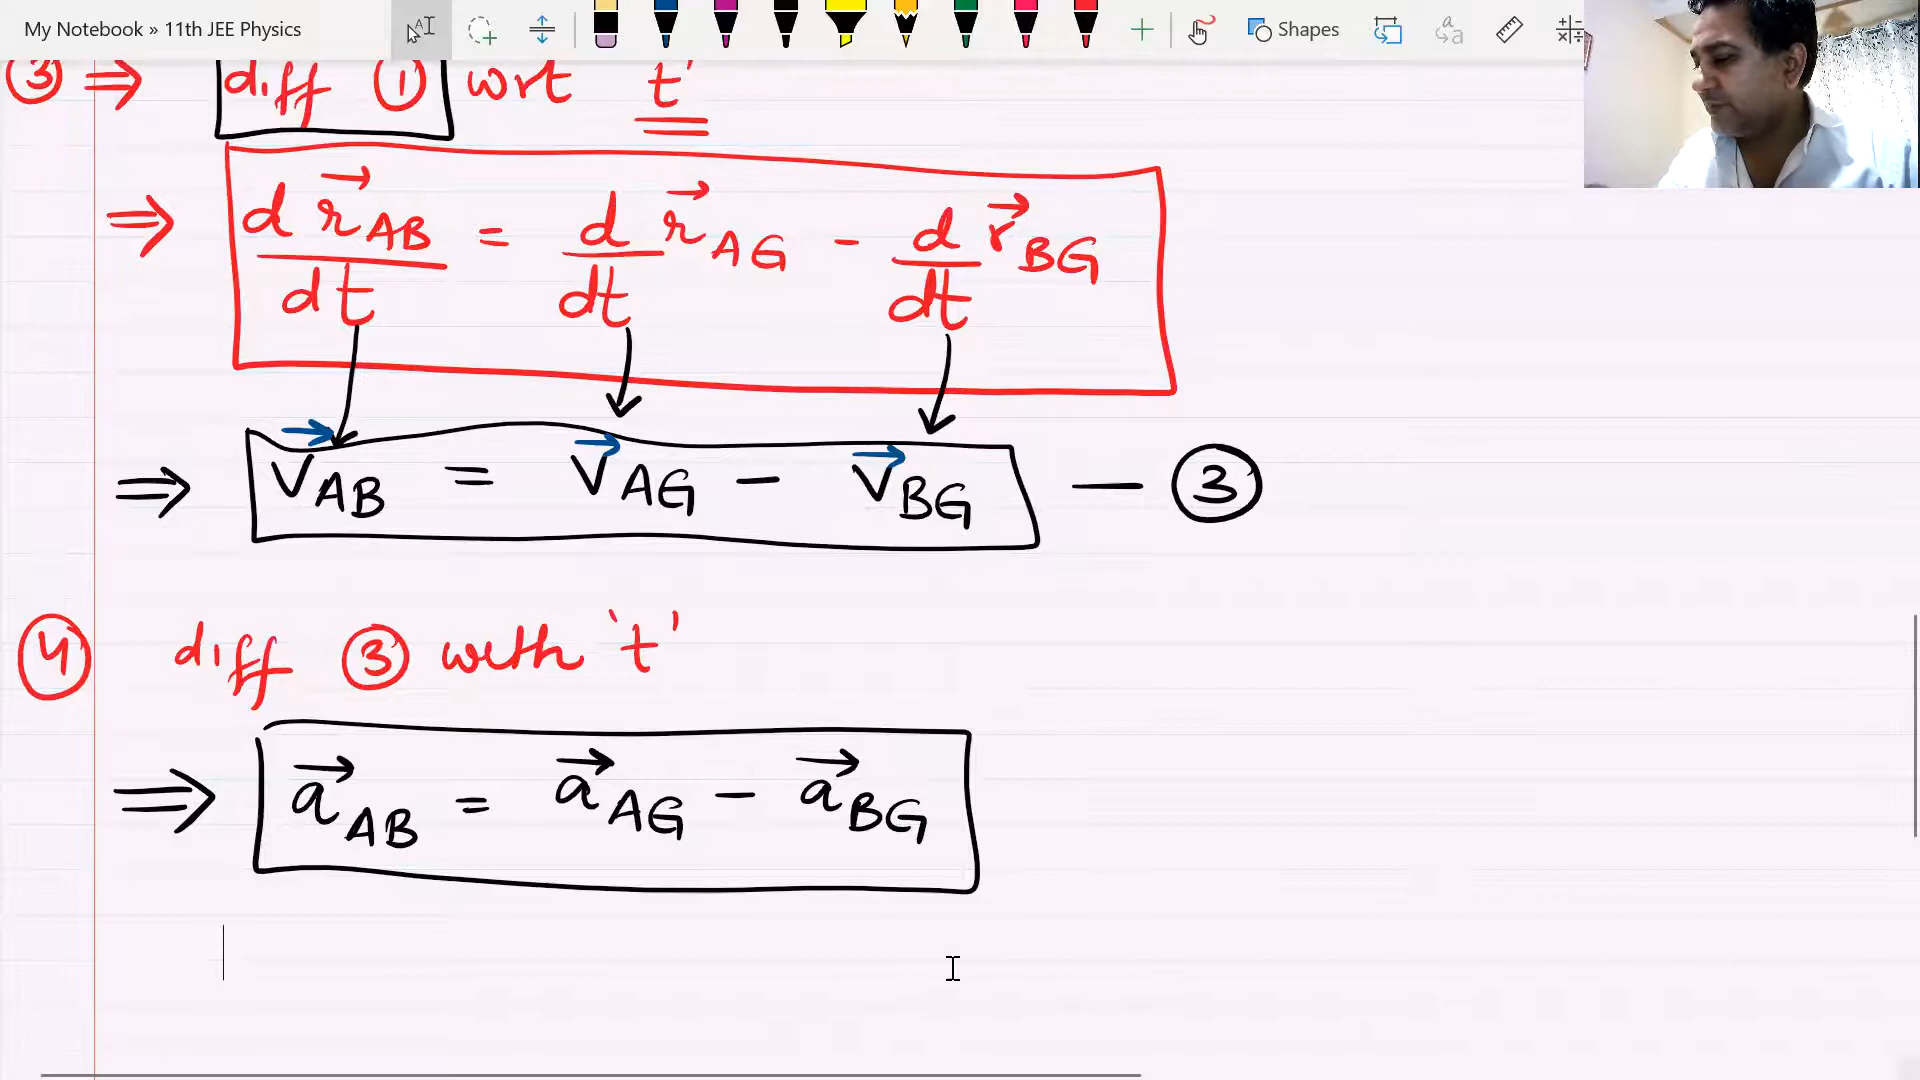 My Notebook » 11th JEE Physics
Shapes
③ ⇒ diff ① wrt t'
⇒ d r⃗AB/dt = d/dt r⃗AG - d/dt r⃗BG
⇒ V⃗AB = V⃗AG - V⃗BG — ③
④ diff ③ with 't'
⇒ a⃗AB = a⃗AG - a⃗BG